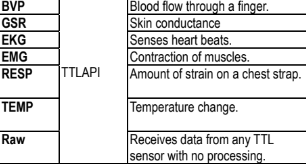 BVP Blood flow through a finger.
GSR Skin conductance
EKG Senses heart beats.
EMG Contraction of muscles.
RESP TTLAPI Amount of strain on a chest strap.
TEMP Temperature change.
Raw Receives data from any TTL
sensor with no processing.